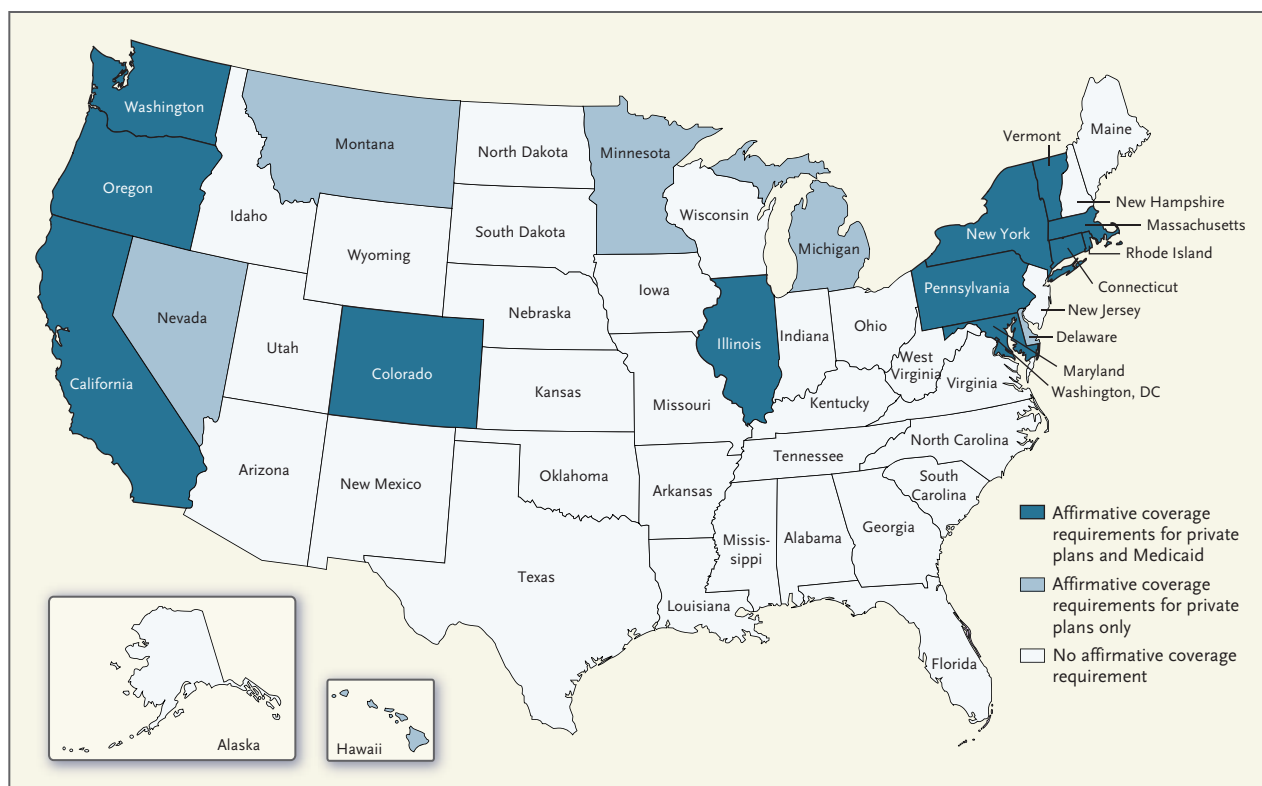 Washington
Oregon
California
Nevada
Idaho
Montana
Wyoming
Utah
Colorado
Arizona
New Mexico
North Dakota
South Dakota
Nebraska
Kansas
Oklahoma
Texas
Minnesota
Iowa
Missouri
Arkansas
Louisiana
Wisconsin
Illinois
Michigan
Indiana
Ohio
Kentucky
Tennessee
Missis-
sippi
Alabama
Georgia
Florida
South
Carolina
North Carolina
Virginia
West
Virginia
Pennsylvania
New York
Vermont
Maine
New Hampshire
Massachusetts
Rhode Island
Connecticut
New Jersey
Delaware
Maryland
Washington, DC
Alaska
Hawaii
Affirmative coverage
requirements for private
plans and Medicaid
Affirmative coverage
requirements for private
plans only
No affirmative coverage
requirement